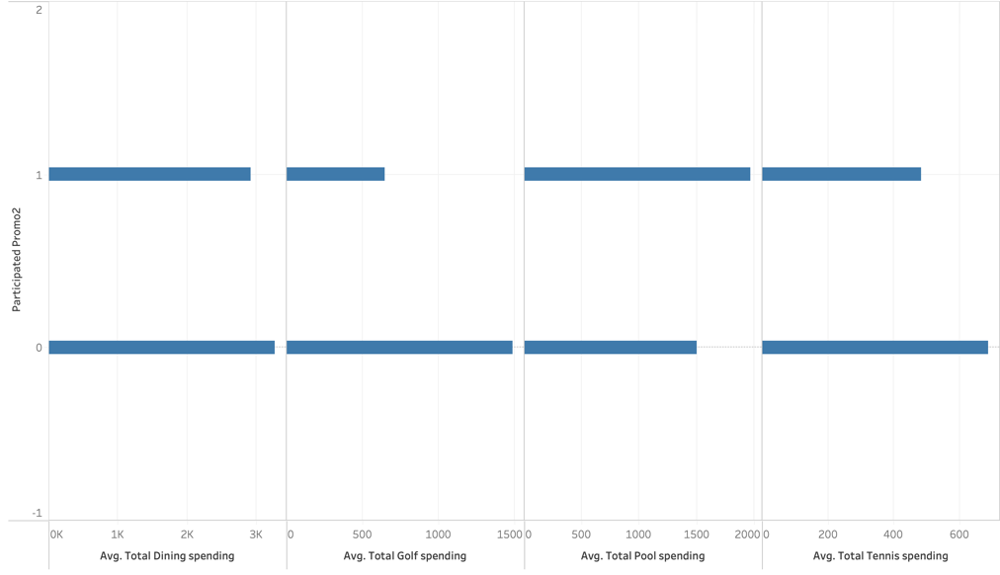 2
1
0
-1
Participated Promo2
0K 1K 2K 3K
0 500 1000 1500
0 500 1000 1500 2000
0 200 400 600
Avg. Total Dining spending
Avg. Total Golf spending
Avg. Total Pool spending
Avg. Total Tennis spending